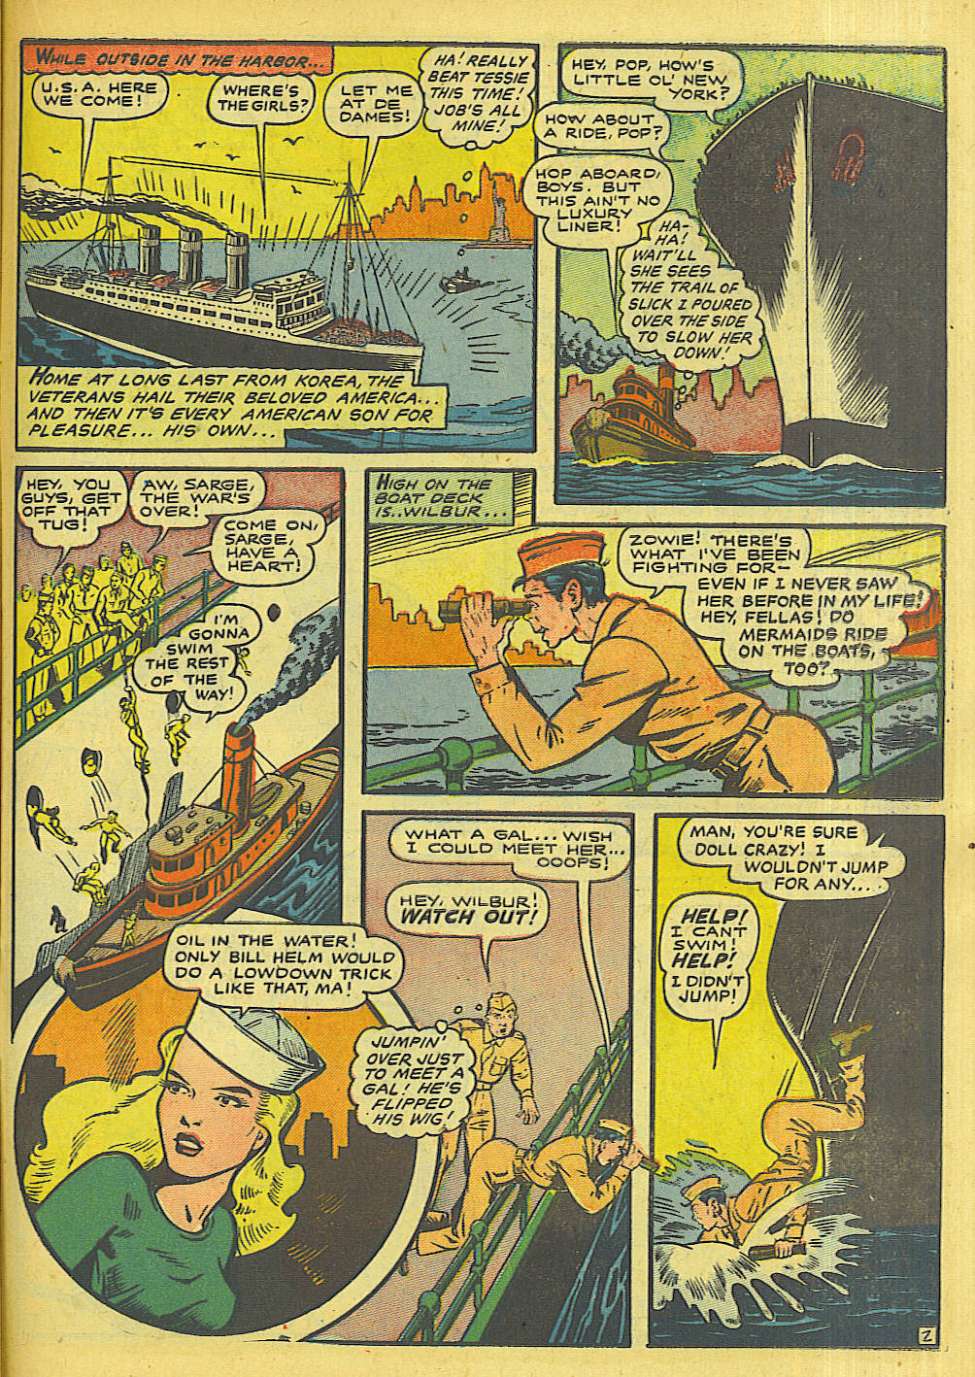 WHILE OUTSIDE IN THE HARBOR...
U.S.A. HERE
WE COME!
WHERE'S
THE GIRLS?
LET ME
AT DE
DAMES!
HA! REALLY
BEAT TESSIE
THIS TIME!
JOB'S ALL
MINE!
HOME AT LONG LAST FROM KOREA, THE
VETERANS HAIL THEIR BELOVED AMERICA...
AND THEN IT'S EVERY AMERICAN SON FOR
PLEASURE... HIS OWN...
HEY, POP, HOW'S
LITTLE OL' NEW
YORK?
HOW ABOUT
A RIDE, POP?
HOP ABOARD,
BOYS. BUT
THIS AIN'T NO
LUXURY
LINER!
HA-
HA!
WAIT'LL
SHE SEES
THE TRAIL OF
SLICK I POURED
OVER THE SIDE
TO SLOW HER
DOWN!
HEY, YOU
GUYS, GET
OFF THAT
TUG!
AW, SARGE,
THE WAR'S
OVER!
COME ON,
SARGE,
HAVE A
HEART!
I'M
GONNA
SWIM
THE REST
OF THE
WAY!
HIGH ON THE
BOAT DECK
IS..WILBUR...
ZOWIE! THERE'S
WHAT I'VE BEEN
FIGHTING FOR—
EVEN IF I NEVER SAW
HER BEFORE IN MY LIFE!
HEY, FELLAS! DO
MERMAIDS RIDE
ON THE BOATS,
TOO?
OIL IN THE WATER!
ONLY BILL HELM WOULD
DO A LOWDOWN TRICK
LIKE THAT, MA!
WHAT A GAL... WISH
I COULD MEET HER...
OOOPS!
HEY, WILBUR!
WATCH OUT!
JUMPIN'
OVER JUST
TO MEET A
GAL! HE'S
FLIPPED
HIS WIG!
MAN, YOU'RE SURE
DOLL CRAZY! I
WOULDN'T JUMP
FOR ANY...
HELP!
I CANT
SWIM!
HELP!
I DIDN'T
JUMP!
2